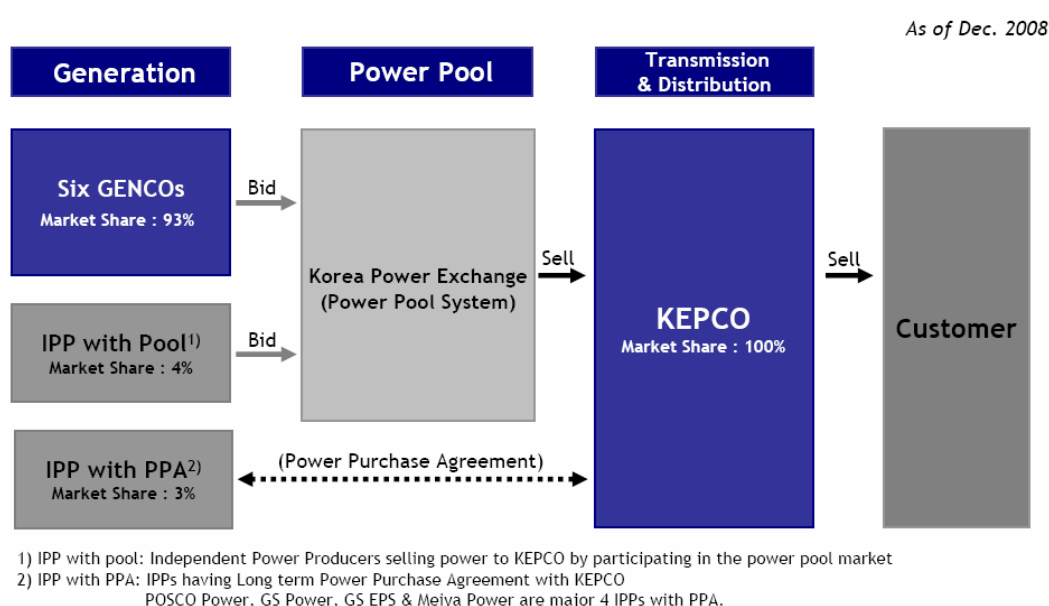 As of Dec. 2008
Generation
Power Pool
Transmission
& Distribution
Six GENCOs
Market Share : 93%
Bid
Korea Power Exchange
(Power Pool System)
Sell
KEPCO
Market Share : 100%
Sell
Customer
IPP with Pool1)
Market Share : 4%
Bid
IPP with PPA2)
Market Share : 3%
(Power Purchase Agreement)
1) IPP with pool: Independent Power Producers selling power to KEPCO by participating in the power pool market
2) IPP with PPA: IPPs having Long term Power Purchase Agreement with KEPCO
POSCO Power, GS Power, GS EPS & Meiya Power are major 4 IPPs with PPA.